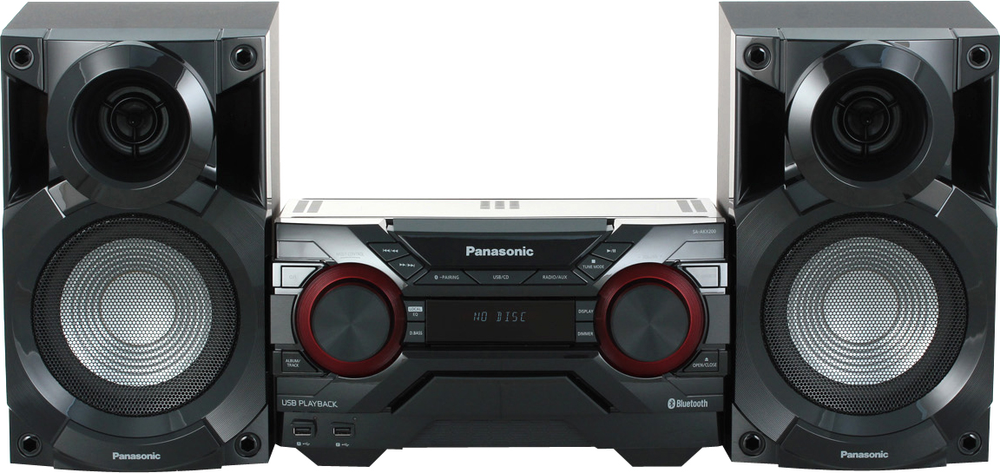 SA-AKX200
Panasonic
TUNE MODE
-PAIRING
USB/CD
RADIO/AUX
LOCAL
EQ
NO DISC
DISPLAY
D.BASS
DIMMER
ALBUM/
TRACK
OPEN/CLOSE
USB PLAYBACK
Bluetooth
Panasonic
Panasonic